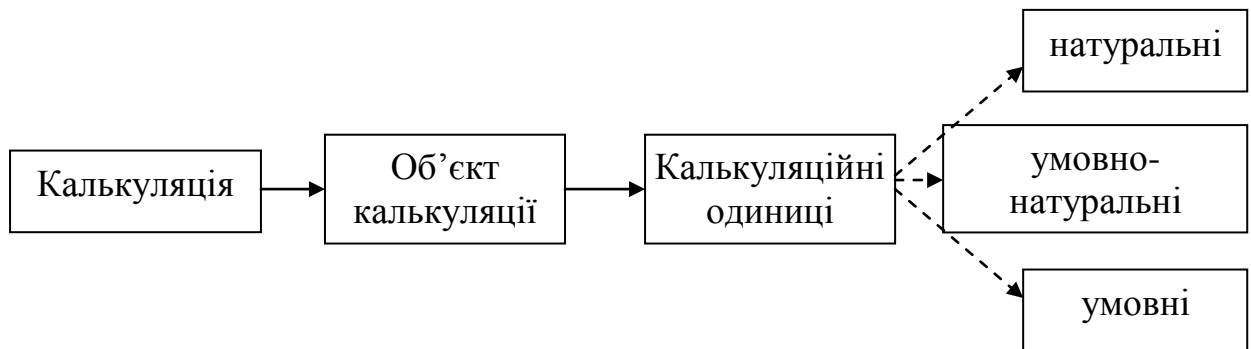 Калькуляція
Об’єкт
калькуляції
Калькуляційні
одиниці
натуральні
умовно-
натуральні
умовні